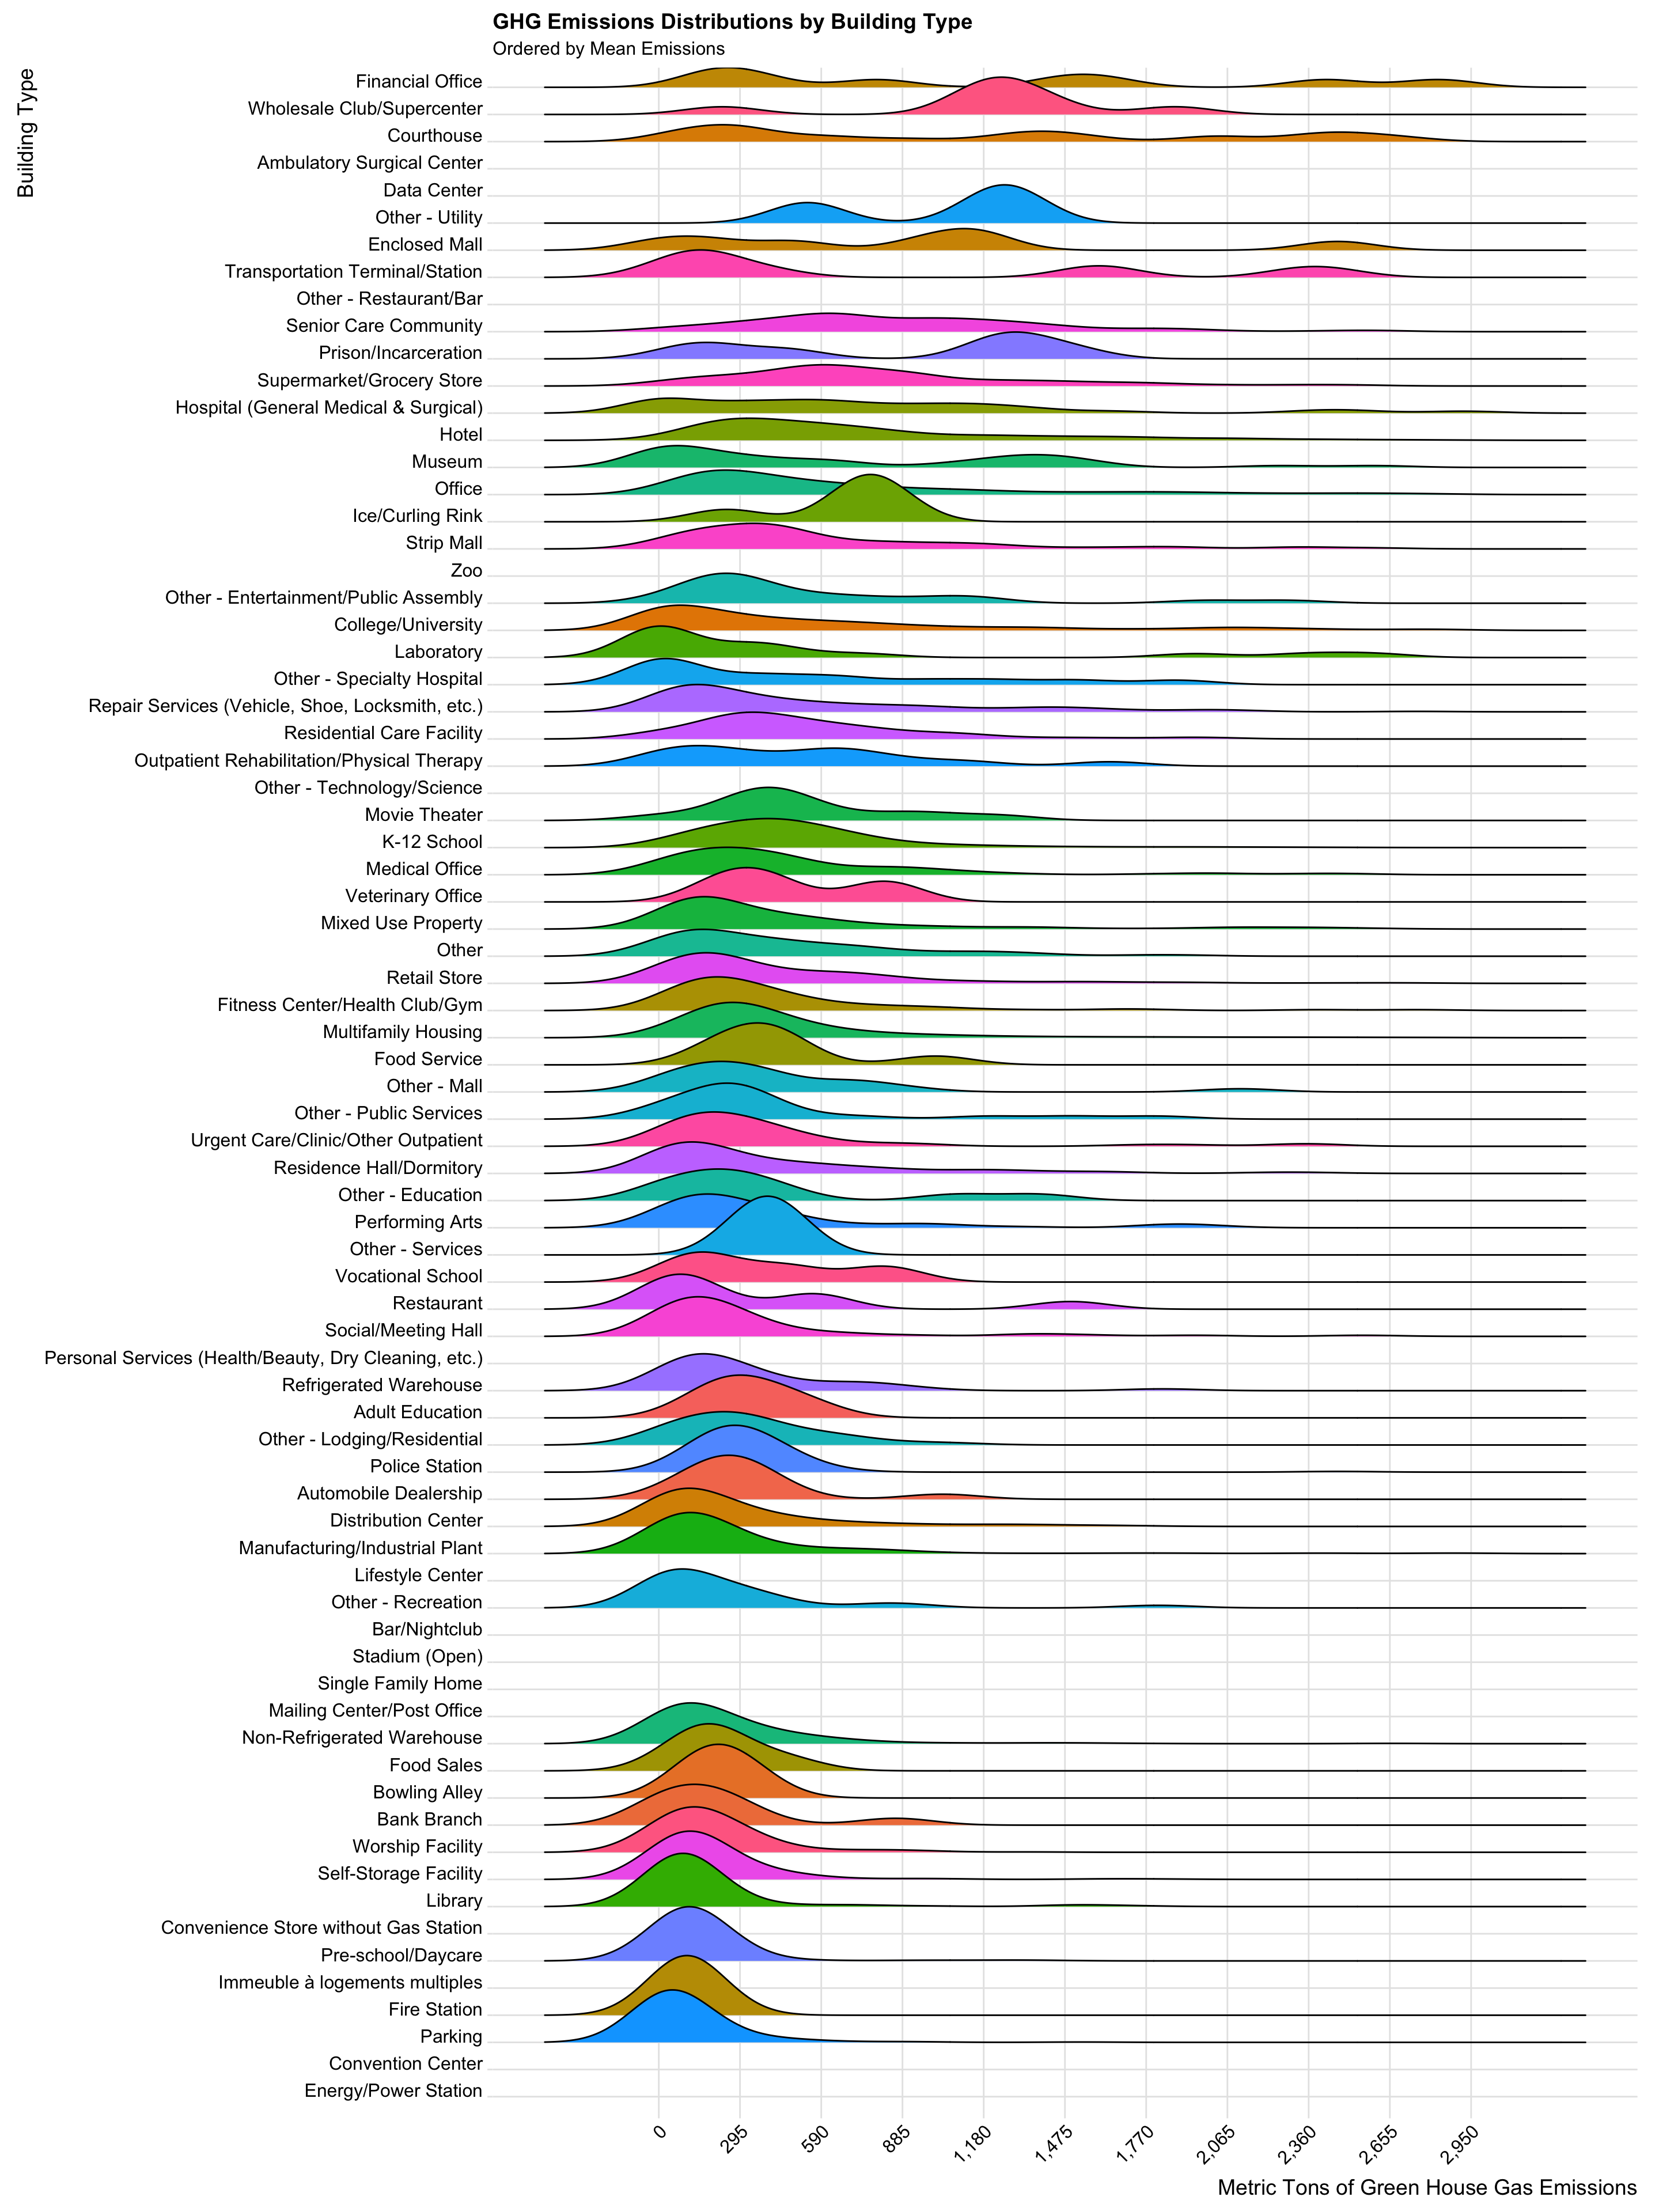 GHG Emissions Distributions by Building Type
Ordered by Mean Emissions
Building Type
Financial Office
Wholesale Club/Supercenter
Courthouse
Ambulatory Surgical Center
Data Center
Other - Utility
Enclosed Mall
Transportation Terminal/Station
Other - Restaurant/Bar
Senior Care Community
Prison/Incarceration
Supermarket/Grocery Store
Hospital (General Medical & Surgical)
Hotel
Museum
Office
Ice/Curling Rink
Strip Mall
Zoo
Other - Entertainment/Public Assembly
College/University
Laboratory
Other - Specialty Hospital
Repair Services (Vehicle, Shoe, Locksmith, etc.)
Residential Care Facility
Outpatient Rehabilitation/Physical Therapy
Other - Technology/Science
Movie Theater
K-12 School
Medical Office
Veterinary Office
Mixed Use Property
Other
Retail Store
Fitness Center/Health Club/Gym
Multifamily Housing
Food Service
Other - Mall
Other - Public Services
Urgent Care/Clinic/Other Outpatient
Residence Hall/Dormitory
Other - Education
Performing Arts
Other - Services
Vocational School
Restaurant
Social/Meeting Hall
Personal Services (Health/Beauty, Dry Cleaning, etc.)
Refrigerated Warehouse
Adult Education
Other - Lodging/Residential
Police Station
Automobile Dealership
Distribution Center
Manufacturing/Industrial Plant
Lifestyle Center
Other - Recreation
Bar/Nightclub
Stadium (Open)
Single Family Home
Mailing Center/Post Office
Non-Refrigerated Warehouse
Food Sales
Bowling Alley
Bank Branch
Worship Facility
Self-Storage Facility
Library
Convenience Store without Gas Station
Pre-school/Daycare
Immeuble à logements multiples
Fire Station
Parking
Convention Center
Energy/Power Station
0 295 590 885 1,180 1,475 1,770 2,065 2,360 2,655 2,950
Metric Tons of Green House Gas Emissions